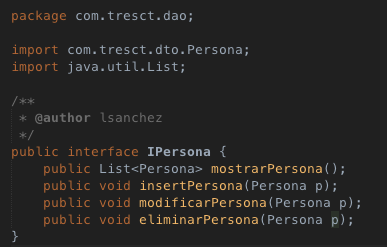 package com.tresct.dao;
import com.tresct.dto.Persona;
import java.util.List;
/**
* @author lsanchez
*/
public interface IPersona {
public List<Persona> mostrarPersona();
public void insertPersona(Persona p);
public void modificarPersona(Persona p);
public void eliminarPersona(Persona p);
}